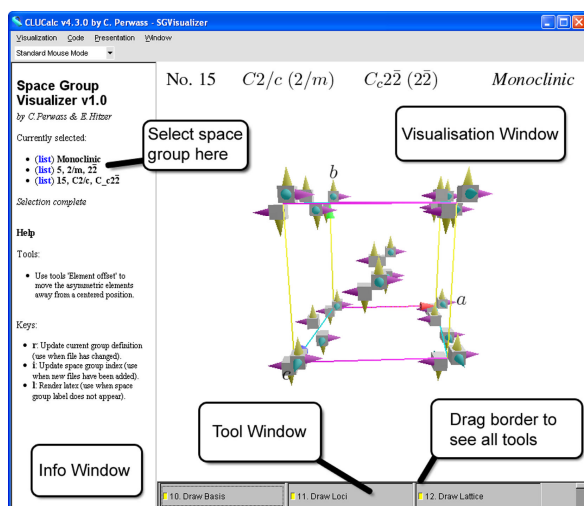 CLUCalc v4.3.0 by C. Perwass - SGVisualizer
Visualization Code Presentation Window
Standard Mouse Mode
Space Group
Visualizer v1.0
by C.Perwass & E.Hitzer
Currently selected:
(list) Monoclinic
(list) 5, 2/m, 22̄
(list) 15, C2/c, C_c22̄
Selection complete
Help
Tools:
Use tools 'Element offset' to
move the asymmetric elements
away from a centered position.
Keys:
r: Update current group definition
(use when file has changed).
i: Update space group index (use
when new files have been added).
l: Render latex (use when space
group label does not appear).
Info Window
No. 15 C2/c (2/m) C_c22̄ (22̄) Monoclinic
Select space
group here
Visualisation Window
b
a
c
Tool Window
Drag border to
see all tools
10. Draw Basis 11. Draw Loci 12. Draw Lattice